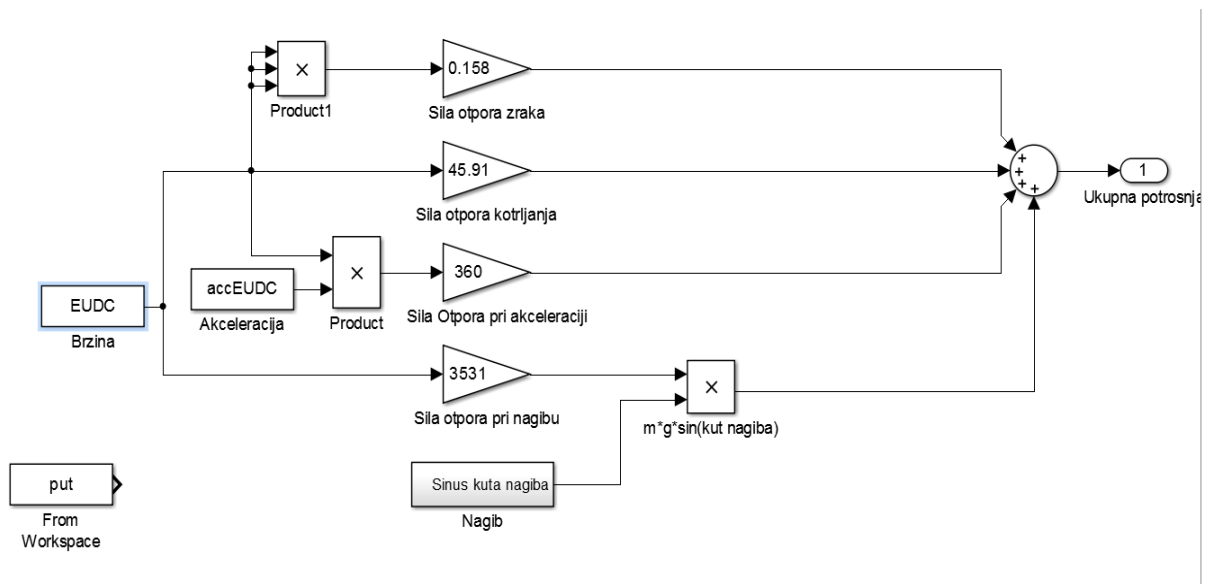 ×
Product1
0.158
Sila otpora zraka
45.91
Sila otpora kotrljanja
+
+
+
+
1
Ukupna potrosnja
EUDC
Brzina
accEUDC
Akceleracija
×
Product
360
Sila Otpora pri akceleraciji
3531
Sila otpora pri nagibu
×
m*g*sin(kut nagiba)
Sinus kuta nagiba
Nagib
put
From
Workspace